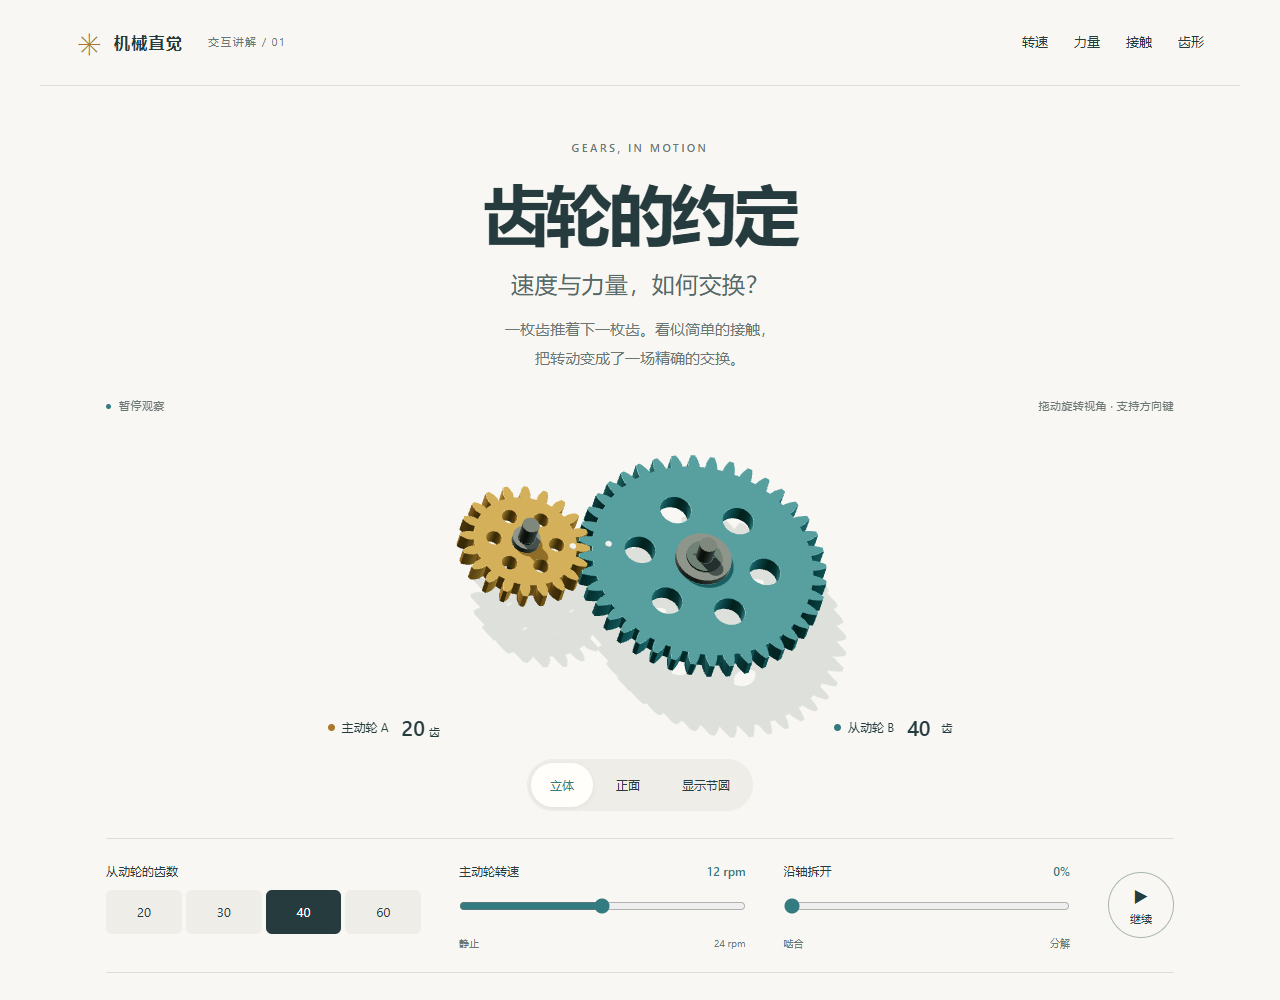 机械直觉 交互讲解 / 01 转速 力量 接触 齿形
GEARS, IN MOTION
齿轮的约定
速度与力量，如何交换？
一枚齿推着下一枚齿。看似简单的接触，
把转动变成了一场精确的交换。
暂停观察 拖动旋转视角 · 支持方向键
主动轮 A 20 齿 从动轮 B 40 齿
立体 正面 显示节圆
从动轮的齿数 主动轮转速 12 rpm 沿轴拆开 0%
20 30 40 60
静止 24 rpm 啮合 分解
继续